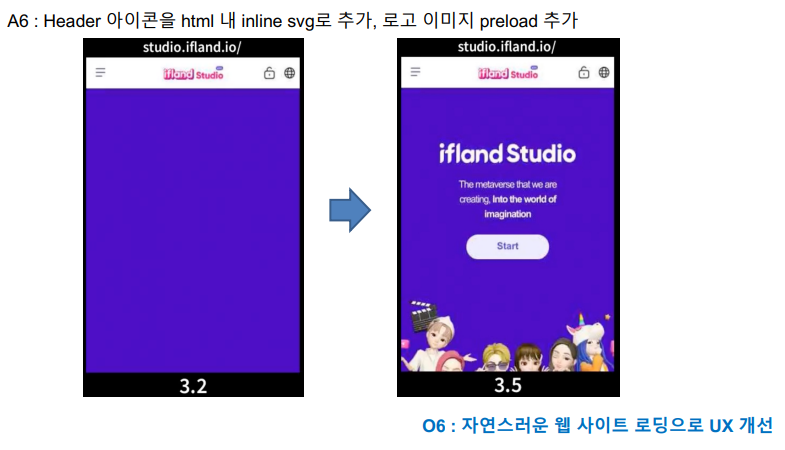 A6 : Header 아이콘을 html 내 inline svg로 추가, 로고 이미지 preload 추가
studio.ifland.io/
ifland Studio
3.2
studio.ifland.io/
ifland Studio
ifland Studio
The metaverse that we are
creating, Into the world of
imagination
Start
3.5
O6 : 자연스러운 웹 사이트 로딩으로 UX 개선